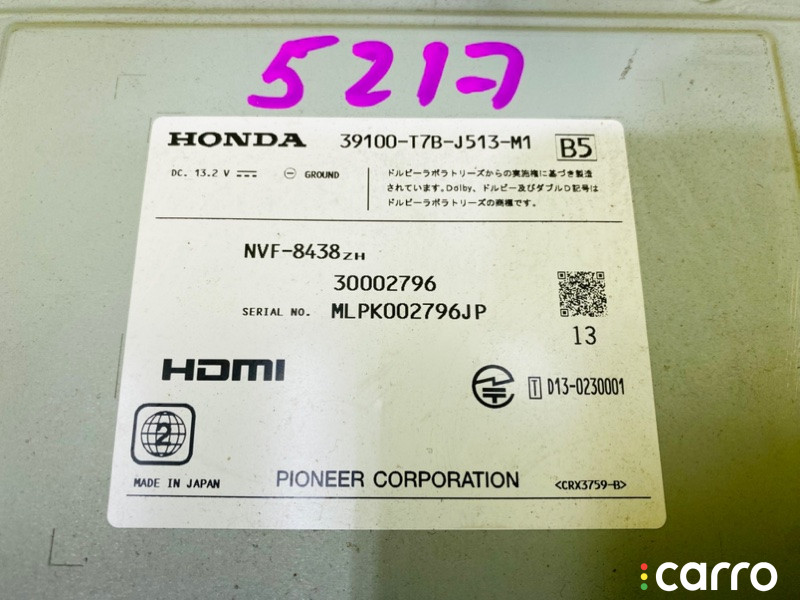 5217
HONDA 39100-T7B-J513-M1 B5
DC. 13.2 V GROUND
ドルビーラボラトリーズからの実施権に基づき製造
されています。Dolby、ドルビー及びダブルD記号は
ドルビーラボラトリーズの商標です。
NVF-8438ZH
30002796
SERIAL NO. MLPK002796JP
13
HDMI
T D13-0230001
2
MADE IN JAPAN PIONEER CORPORATION <CRX3759-B>
carro